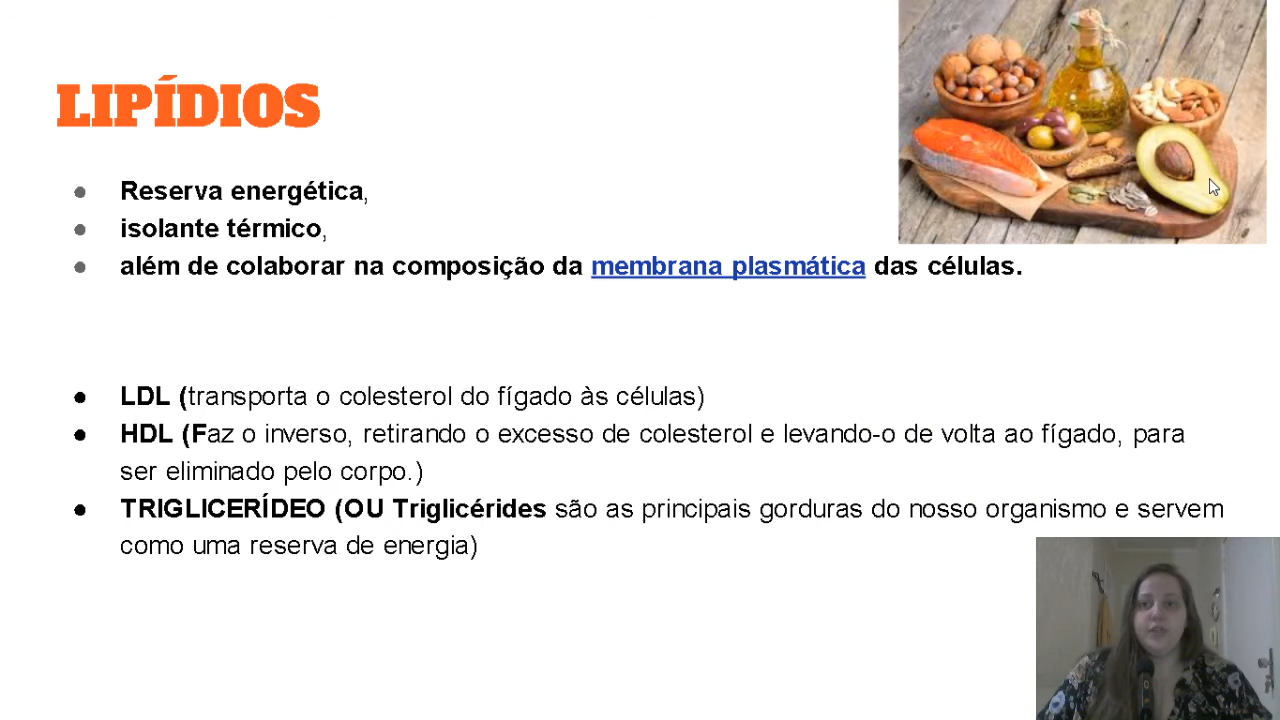 LIPÍDIOS
Reserva energética,
isolante térmico,
além de colaborar na composição da membrana plasmática das células.
LDL (transporta o colesterol do fígado às células)
HDL (Faz o inverso, retirando o excesso de colesterol e levando-o de volta ao fígado, para
ser eliminado pelo corpo.)
TRIGLICERÍDEO (OU Triglicérides são as principais gorduras do nosso organismo e servem
como uma reserva de energia)